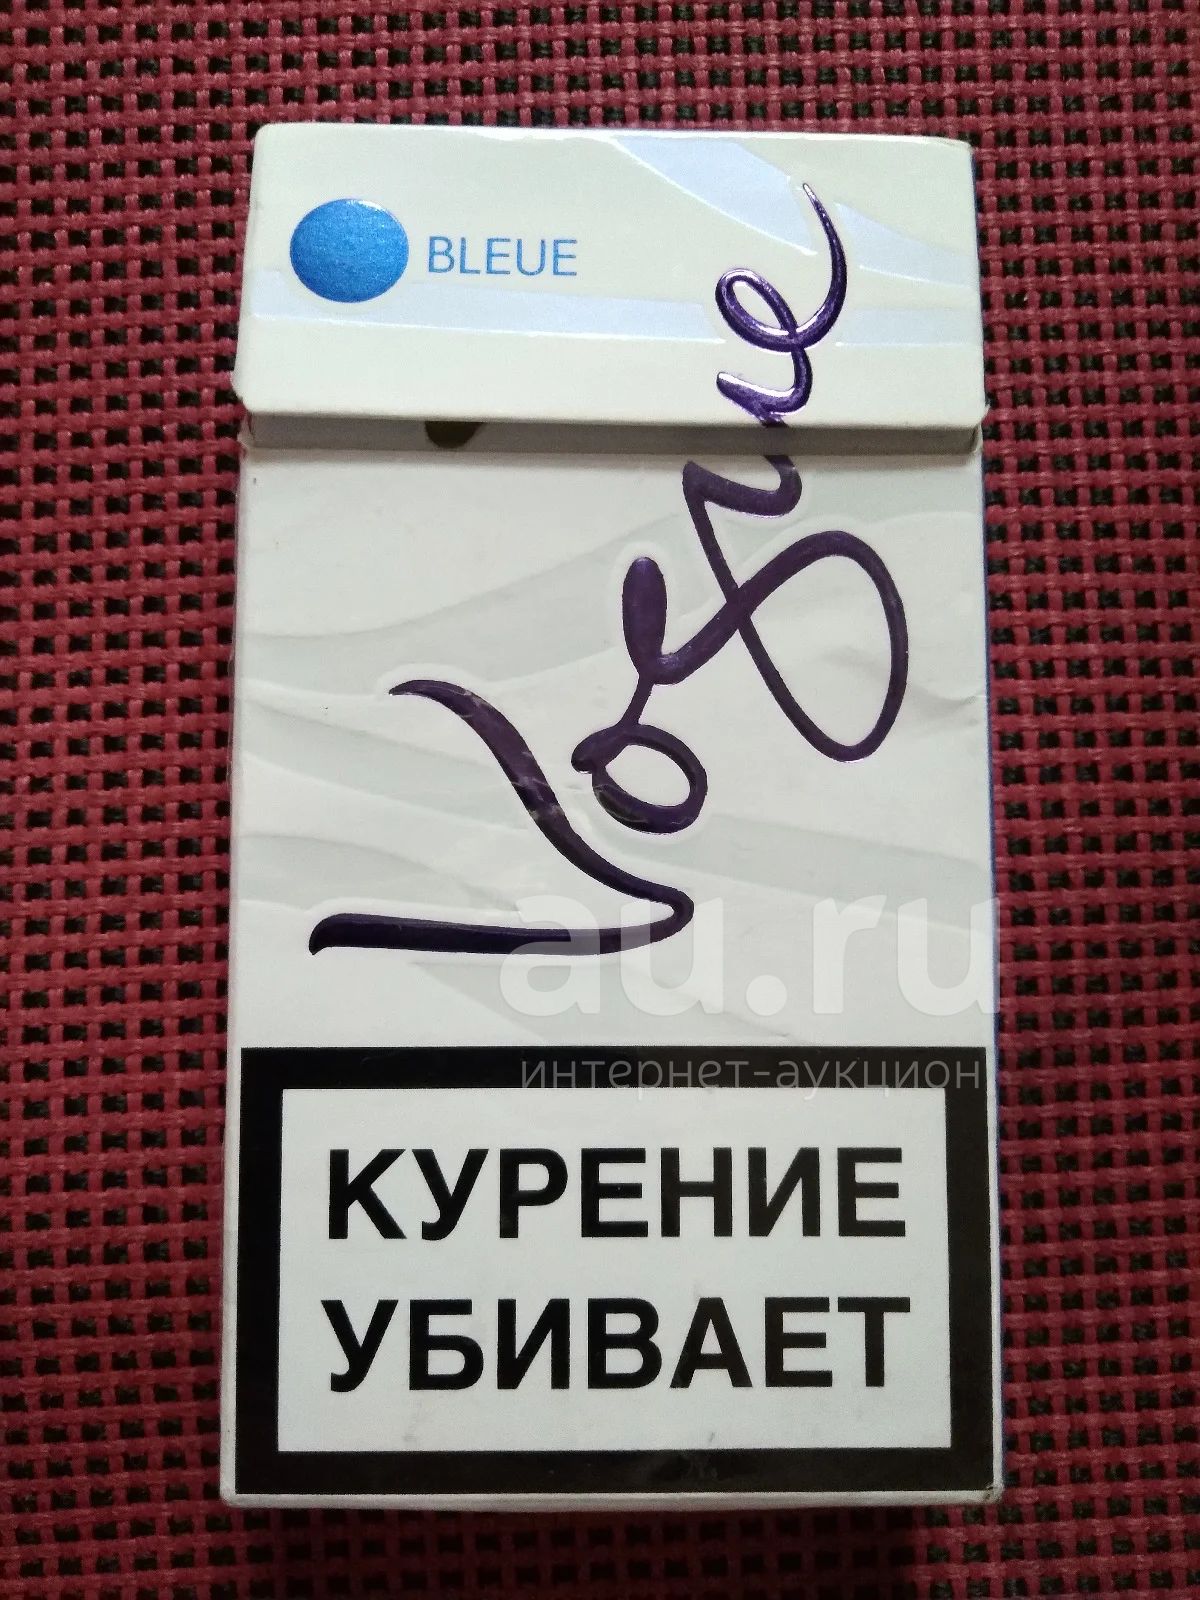 BLEUE
Vogue
au.ru
интернет-аукцион
КУРЕНИЕ
УБИВАЕТ